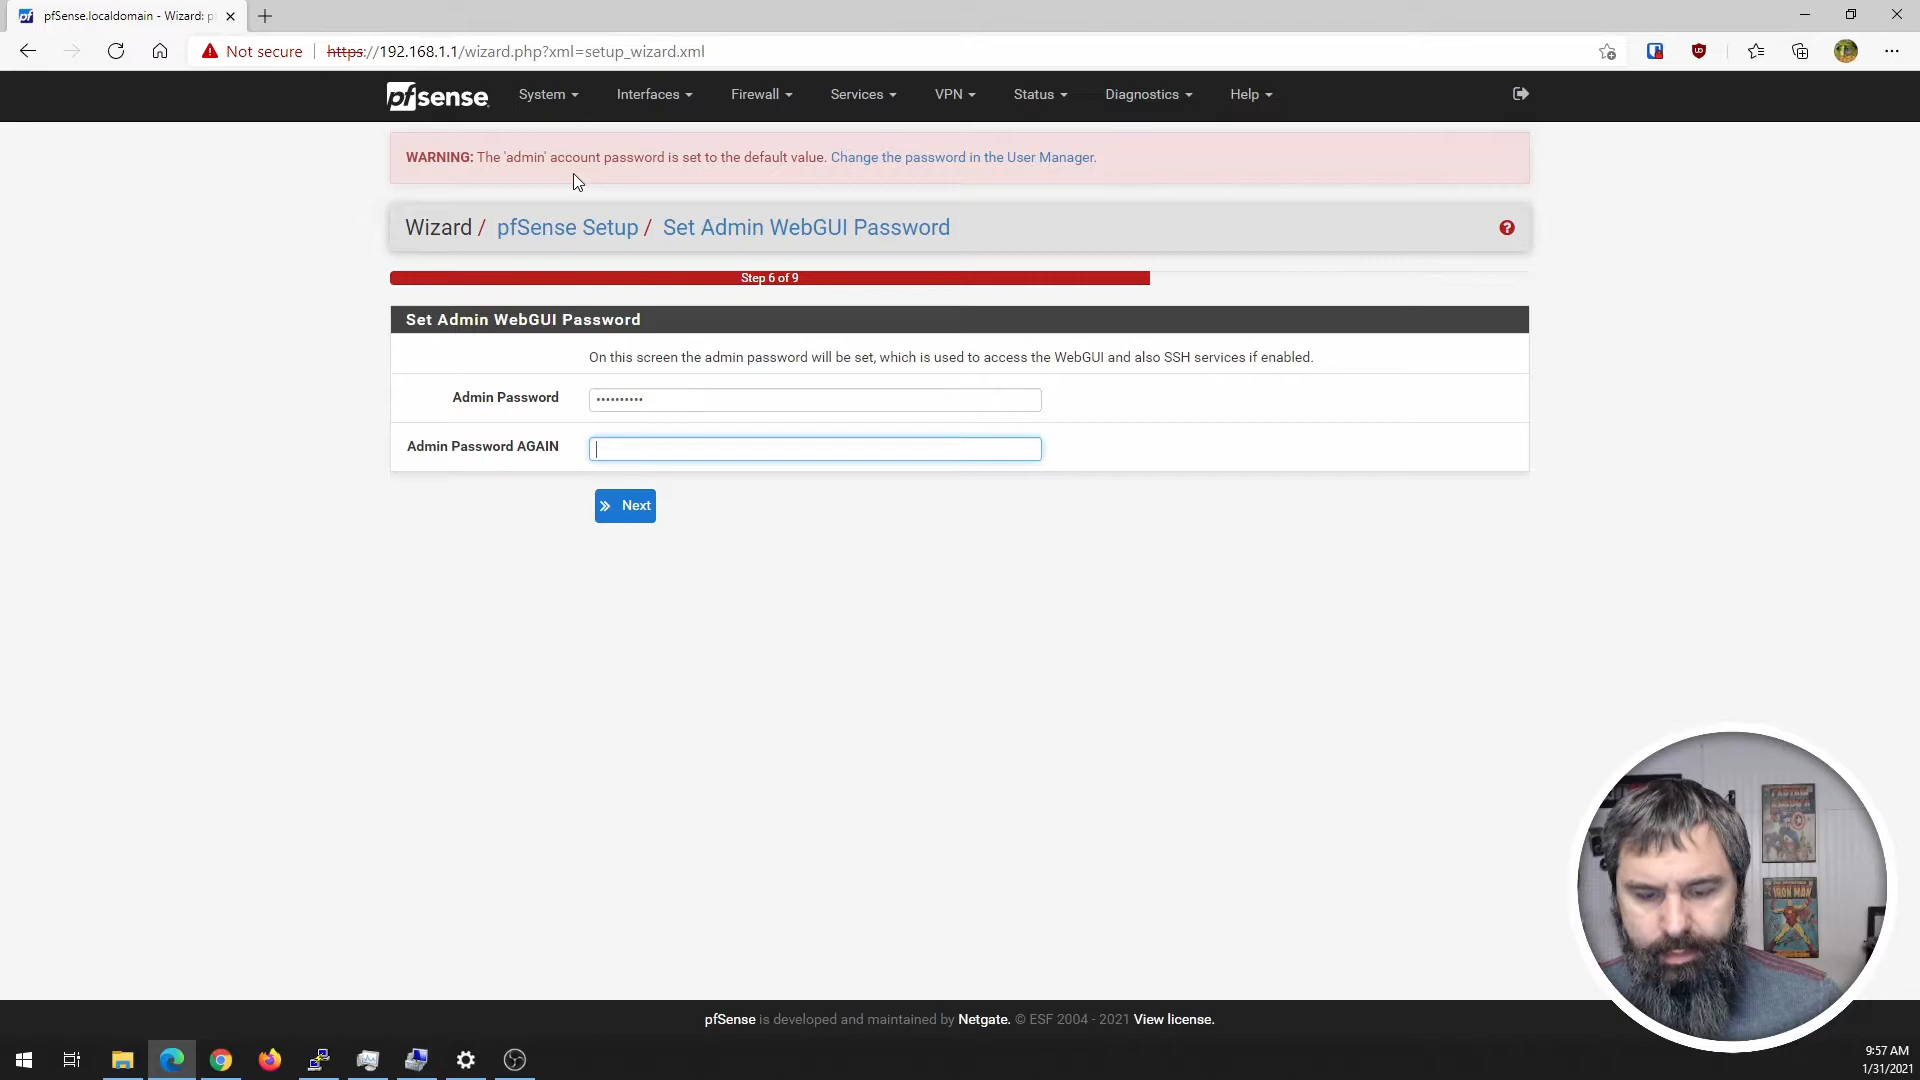 pfSense.localdomain - Wizard: p
Not secure
https://192.168.1.1/wizard.php?xml=setup_wizard.xml
pfsense
System
Interfaces
Firewall
Services
VPN
Status
Diagnostics
Help
WARNING: The 'admin' account password is set to the default value. Change the password in the User Manager.
Wizard / pfSense Setup / Set Admin WebGUI Password
Step 6 of 9
Set Admin WebGUI Password
On this screen the admin password will be set, which is used to access the WebGUI and also SSH services if enabled.
Admin Password
••••••••••
Admin Password AGAIN
Next
CAPTAIN AMERICA
IRON MAN
pfSense is developed and maintained by Netgate. © ESF 2004 - 2021 View license.
9:57 AM
1/31/2021